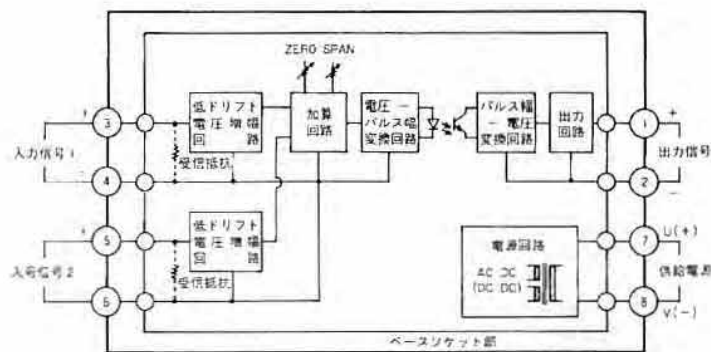 ZERO SPAN
低ドリフト
電圧増幅
回路
加算
回路
電圧 ー
パルス幅
変換回路
パルス幅
ー電圧
変換回路
出力
回路
+
3
1
入力信号1
受信抵抗
出力信号
4
2
-
+
5
低ドリフト
電圧増幅
回路
電源回路
7
U(+)
入力信号2
AC/DC
(DC/DC)
供給電源
受信抵抗
6
8
V(-)
ベースソケット部